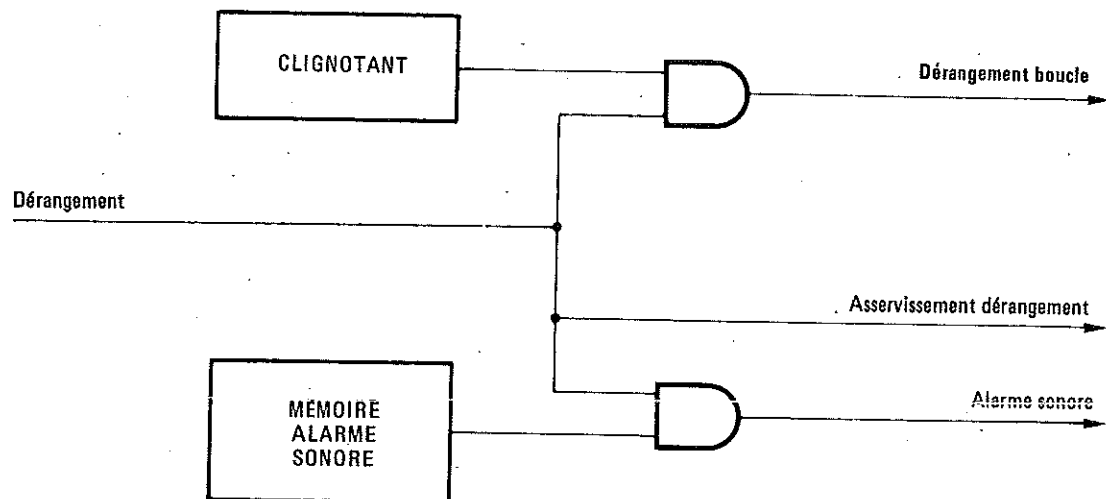 CLIGNOTANT
Dérangement boucle
Dérangement
Asservissement dérangement
MÉMOIRE
ALARME
SONORE
Alarme sonore